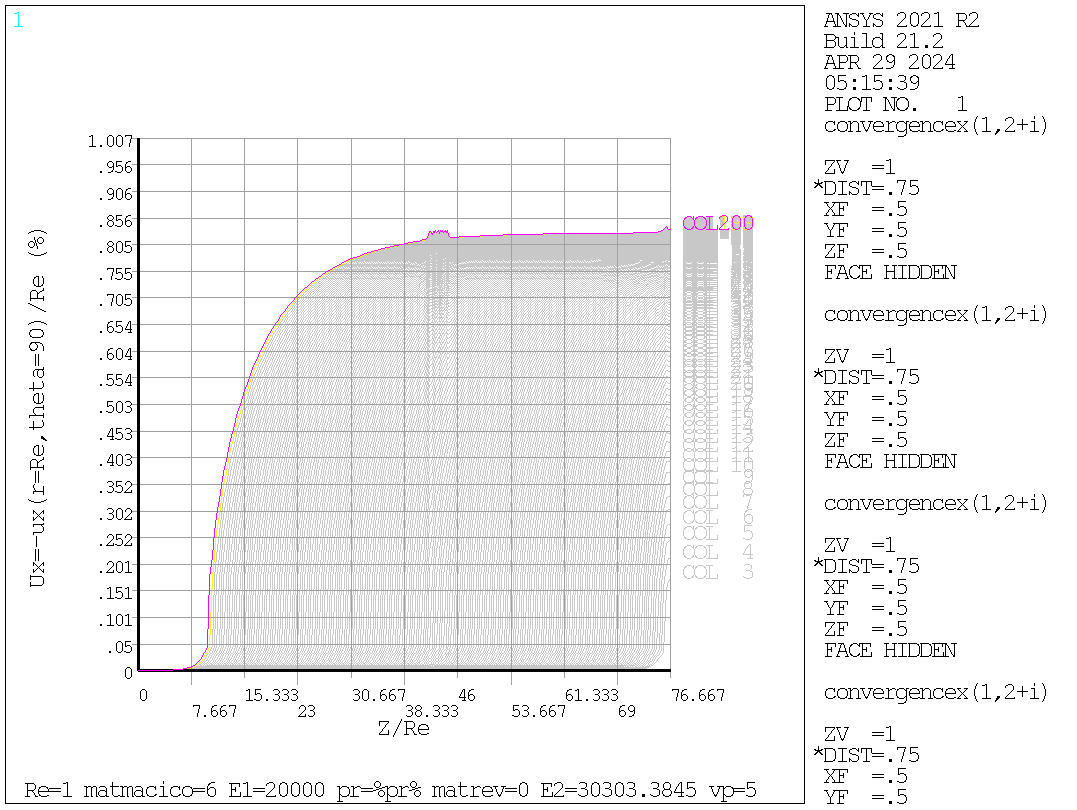 1
ANSYS 2021 R2
Build 21.2
APR 29 2024
05:15:39
PLOT NO. 1
convergencex(1,2+i)
ZV =1
*DIST=.75
XF =.5
YF =.5
ZF =.5
FACE HIDDEN
convergencex(1,2+i)
ZV =1
*DIST=.75
XF =.5
YF =.5
ZF =.5
FACE HIDDEN
convergencex(1,2+i)
ZV =1
*DIST=.75
XF =.5
YF =.5
ZF =.5
FACE HIDDEN
convergencex(1,2+i)
ZV =1
*DIST=.75
XF =.5
YF =.5
Ux=-ux(r=Re,theta=90)/Re (%)
1.007
.956
.906
.856
.805
.755
.705
.654
.604
.554
.503
.453
.403
.352
.302
.252
.201
.151
.101
.05
0
COL200
COL 7
COL 6
COL 5
COL 4
COL 3
0
7.667
15.333
23
30.667
38.333
46
53.667
61.333
69
76.667
Z/Re
Re=1 matmacico=6 E1=20000 pr=%pr% matrev=0 E2=30303.3845 vp=5